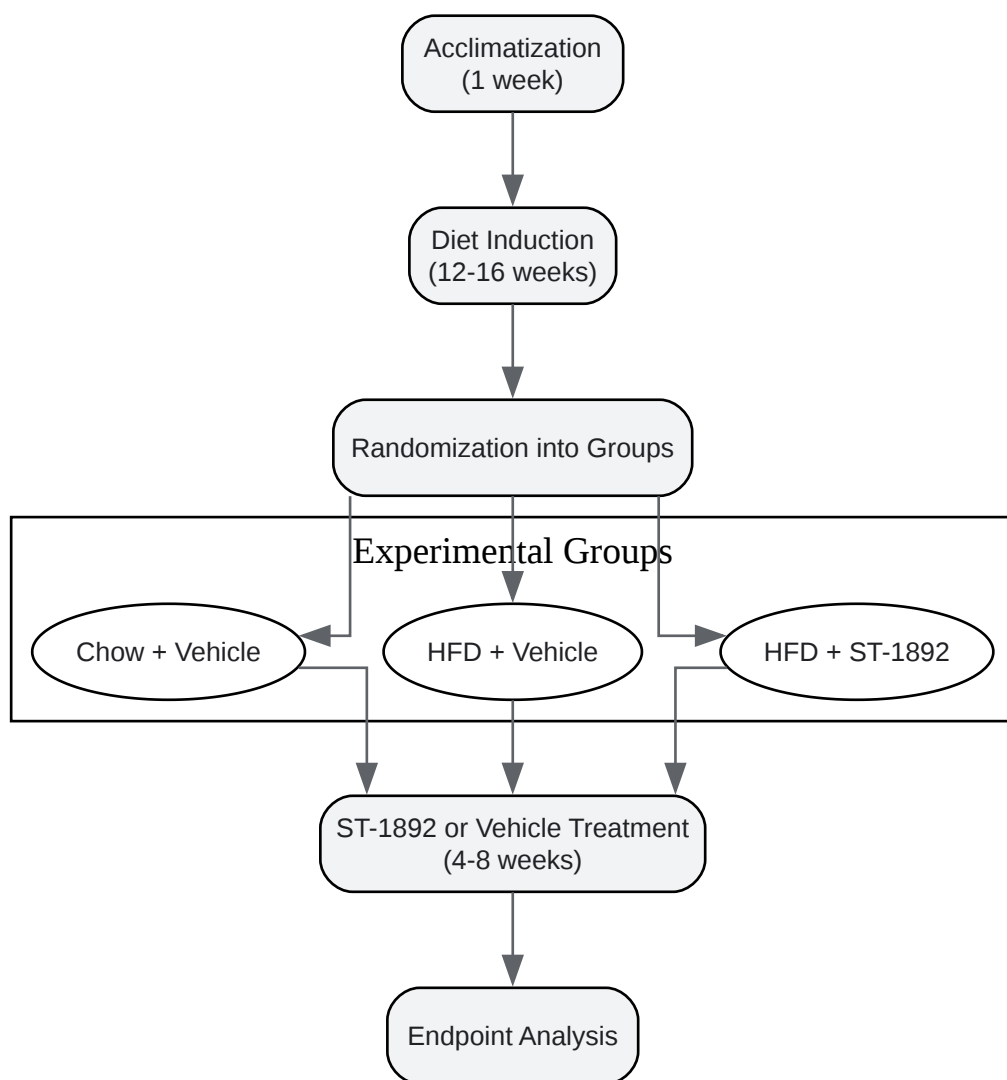 Acclimatization
(1 week)
Diet Induction
(12-16 weeks)
Randomization into Groups
Experimental Groups
Chow + Vehicle
HFD + Vehicle
HFD + ST-1892
ST-1892 or Vehicle Treatment
(4-8 weeks)
Endpoint Analysis